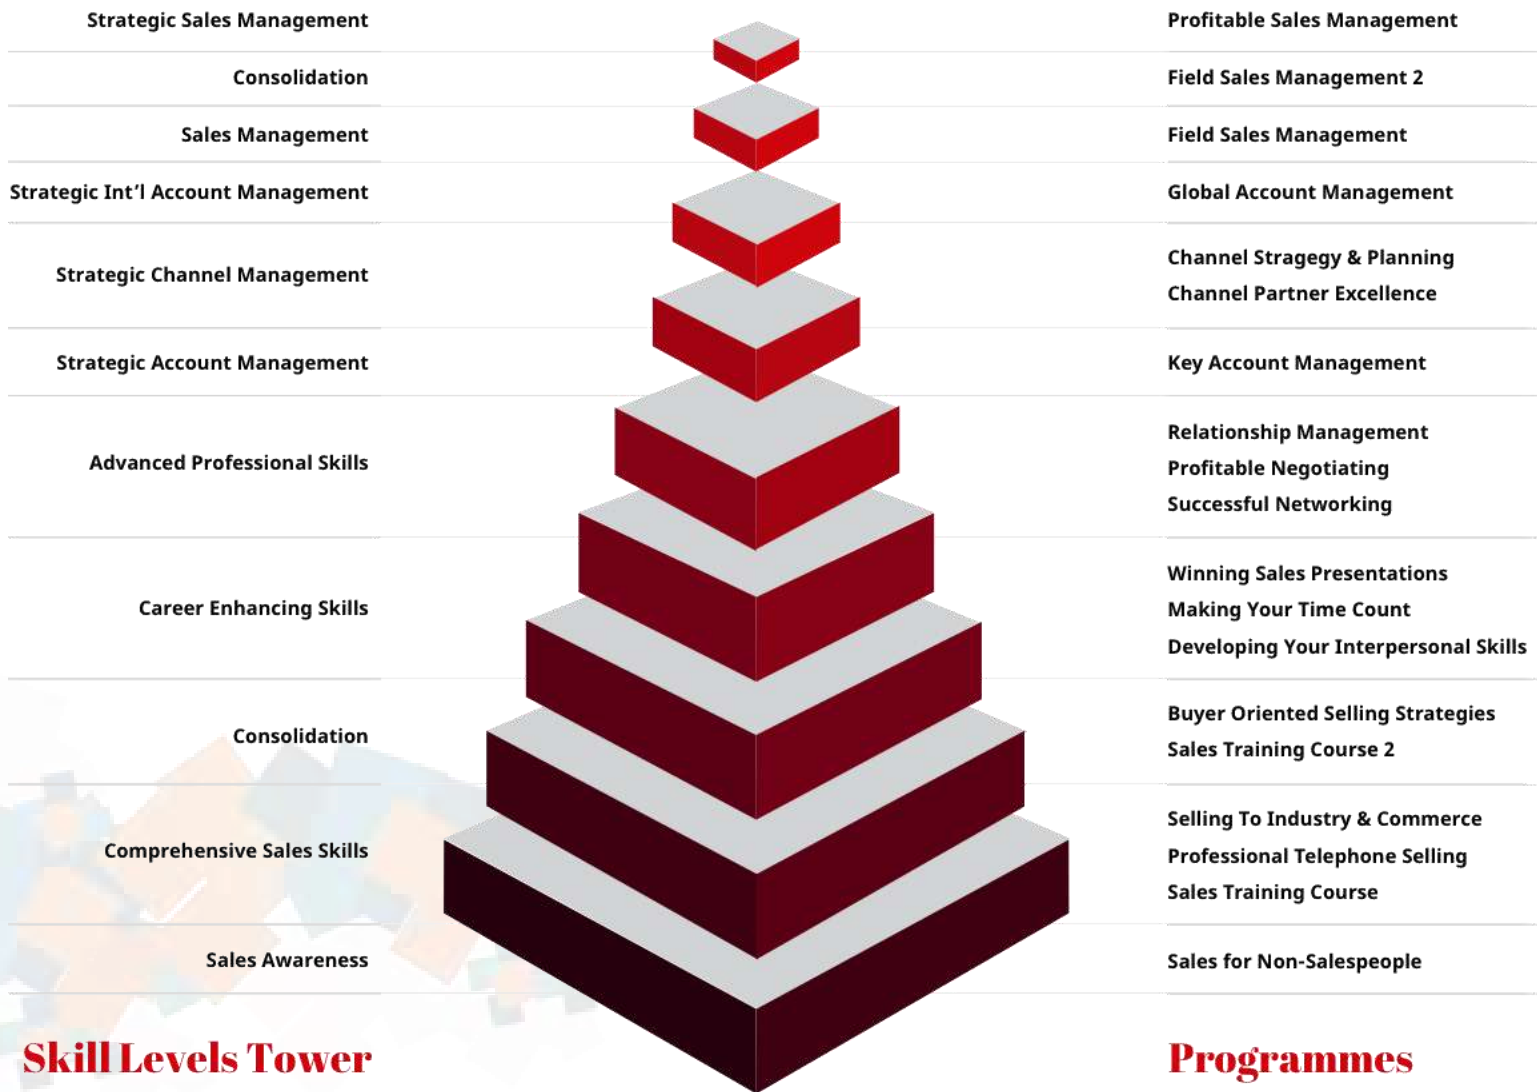 Strategic Sales Management
Profitable Sales Management
Consolidation
Field Sales Management 2
Sales Management
Field Sales Management
Strategic Int’l Account Management
Global Account Management
Strategic Channel Management
Channel Stragegy & Planning
Channel Partner Excellence
Strategic Account Management
Key Account Management
Advanced Professional Skills
Relationship Management
Profitable Negotiating
Successful Networking
Career Enhancing Skills
Winning Sales Presentations
Making Your Time Count
Developing Your Interpersonal Skills
Consolidation
Buyer Oriented Selling Strategies
Sales Training Course 2
Comprehensive Sales Skills
Selling To Industry & Commerce
Professional Telephone Selling
Sales Training Course
Sales Awareness
Sales for Non-Salespeople
Skill Levels Tower
Programmes